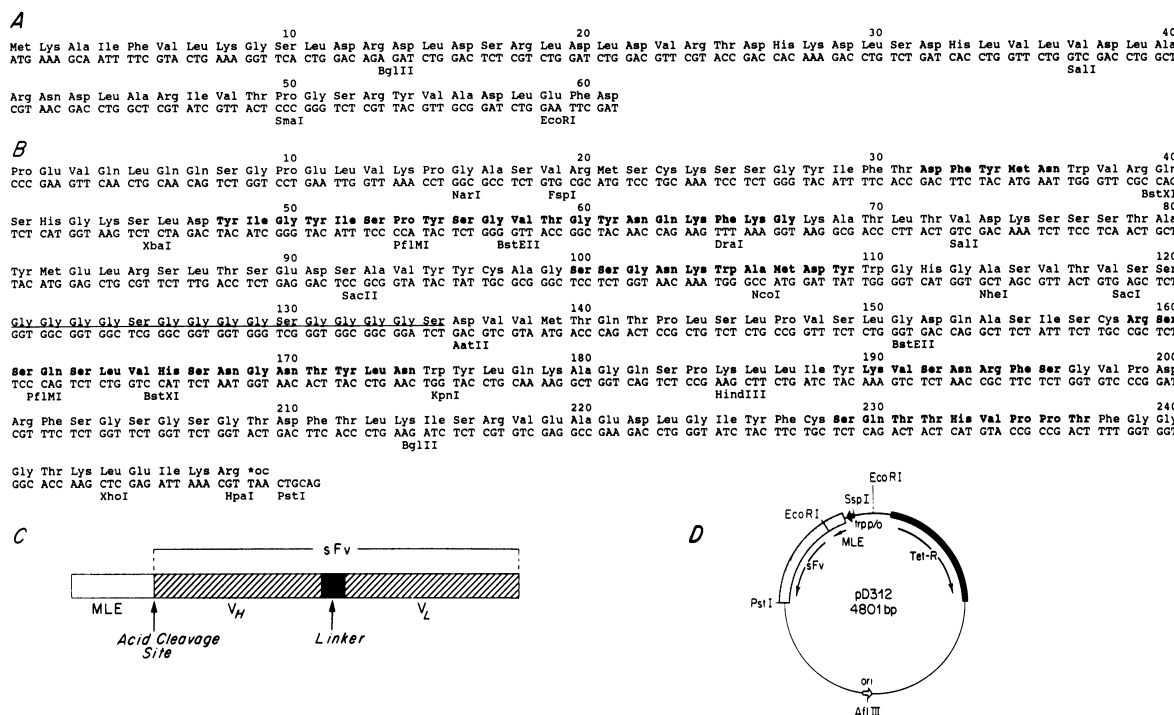 A
10 20 30 40
Met Lys Ala Ile Phe Val Leu Lys Gly Ser Leu Asp Arg Asp Leu Asp Ser Arg Leu Asp Leu Asp Val Arg Thr Asp His Lys Asp Leu Ser Asp His Leu Val Leu Val Asp Leu Ala
ATG AAA GCA ATT TTC GTA CTG AAA GGT TCA CTG GAC AGA GAT CTG GAC TCT CGT CTG GAT CTG GAC GTT CGT ACC GAC CAC AAA GAC CTG TCT GAT CAC CTG GTT CTG GTC GAC CTG GCT
BglII SalI
50 60
Arg Asn Asp Leu Ala Arg Ile Val Thr Pro Gly Ser Arg Tyr Val Ala Asp Leu Glu Phe Asp
CGT AAC GAC CTG GCT CGT ATC GTT ACT CCC GGG TCT CGT TAC GTT GCG GAT CTG GAA TTC GAT
SmaI EcoRI
B
10 20 30 40
Pro Glu Val Gln Leu Gln Gln Ser Gly Pro Glu Leu Val Lys Pro Gly Ala Ser Val Arg Met Ser Cys Lys Ser Ser Gly Tyr Ile Phe Thr Asp Phe Tyr Met Asn Trp Val Arg Gln
CCC GAA GTT CAA CTG CAA CAG TCT GGT CCT GAA TTG GTT AAA CCT GGC GCC TCT GTG CGC ATG TCC TGC AAA TCC TCT GGG TAC ATT TTC ACC GAC TTC TAC ATG AAT TGG GTT CGC CAG
NarI FspI BstXI
50 60 70 80
Ser His Gly Lys Ser Leu Asp Tyr Ile Gly Tyr Ile Ser Pro Tyr Ser Gly Val Thr Gly Tyr Asn Gln Lys Phe Lys Gly Lys Ala Thr Leu Thr Val Asp Lys Ser Ser Ser Thr Ala
TCT CAT GGT AAG TCT CTA GAC TAC ATC GGG TAC ATT TCC CCA TAC TCT GGG GTT ACC GGC TAC AAC CAG AAG TTT AAA GGT AAG GCG ACC CTT ACT GTC GAC AAA TCT TCC TCA ACT GCT
XbaI PflMI BstEII DraI SalI
90 100 110 120
Tyr Met Glu Leu Arg Ser Leu Thr Ser Glu Asp Ser Ala Val Tyr Tyr Cys Ala Gly Ser Ser Gly Asn Lys Trp Ala Met Asp Tyr Trp Gly His Gly Ala Ser Val Thr Val Ser Ser
TAC ATG GAG CTG CGT TCT TTG ACC TCT GAG GAC TCC GCG GTA TAC TAT TGC GCG GGC TCC TCT GGT AAC AAA TGG GCC ATG GAT TAT TGG GGT CAT GGT GCT AGC GTT ACT GTG AGC TCT
SacII NcoI NheI SacI
130 140 150 160
Gly Gly Gly Gly Ser Gly Gly Gly Gly Ser Gly Gly Gly Gly Ser Asp Val Val Met Thr Gln Thr Pro Leu Ser Leu Pro Val Ser Leu Gly Asp Gln Ala Ser Ile Ser Cys Arg Ser
GGT GGC GGT GGC TCG GGC GGT GGT GGG TCG GGT GGC GGC GGA TCT GAC GTC GTA ATG ACC CAG ACT CCG CTG TCT CTG CCG GTT TCT CTG GGT GAC CAG GCT TCT ATT TCT TGC CGC TCT
AatII BstEII
170 180 190 200
Ser Gln Ser Leu Val His Ser Asn Gly Asn Thr Tyr Leu Asn Trp Tyr Leu Gln Lys Ala Gly Gln Ser Pro Lys Leu Leu Ile Tyr Lys Val Ser Asn Arg Phe Ser Gly Val Pro Asp
TCC CAG TCT CTG GTC CAT TCT AAT GGT AAC ACT TAC CTG AAC TGG TAC CTG CAA AAG GCT GGT CAG TCT CCG AAG CTT CTG ATC TAC AAA GTC TCT AAC CGC TTC TCT GGT GTC CCG GAT
PflMI BstXI KpnI HindIII
210 220 230 240
Arg Phe Ser Gly Ser Gly Ser Gly Thr Asp Phe Thr Leu Lys Ile Ser Arg Val Glu Ala Glu Asp Leu Gly Ile Tyr Phe Cys Ser Gln Thr Thr His Val Pro Pro Thr Phe Gly Gly
CGT TTC TCT GGT TCT GGT TCT GGT ACT GAC TTC ACC CTG AAG ATC TCT CGT GTC GAG GCC GAA GAC CTG GGT ATC TAC TTC TGC TCT CAG ACT ACT CAT GTA CCG CCG ACT TTT GGT GGT
BglII
Gly Thr Lys Leu Glu Ile Lys Arg *oc
GGC ACC AAG CTC GAG ATT AAA CGT TAA CTGCAG
XhoI HpaI PstI
C
sFv
MLE VH VL
Acid Cleavage Site
Linker
D
EcoRI
SspI
EcoRI
trp p/o
MLE
Tet-R
sFv
PstI
pD312
4801bp
ori
AflIII